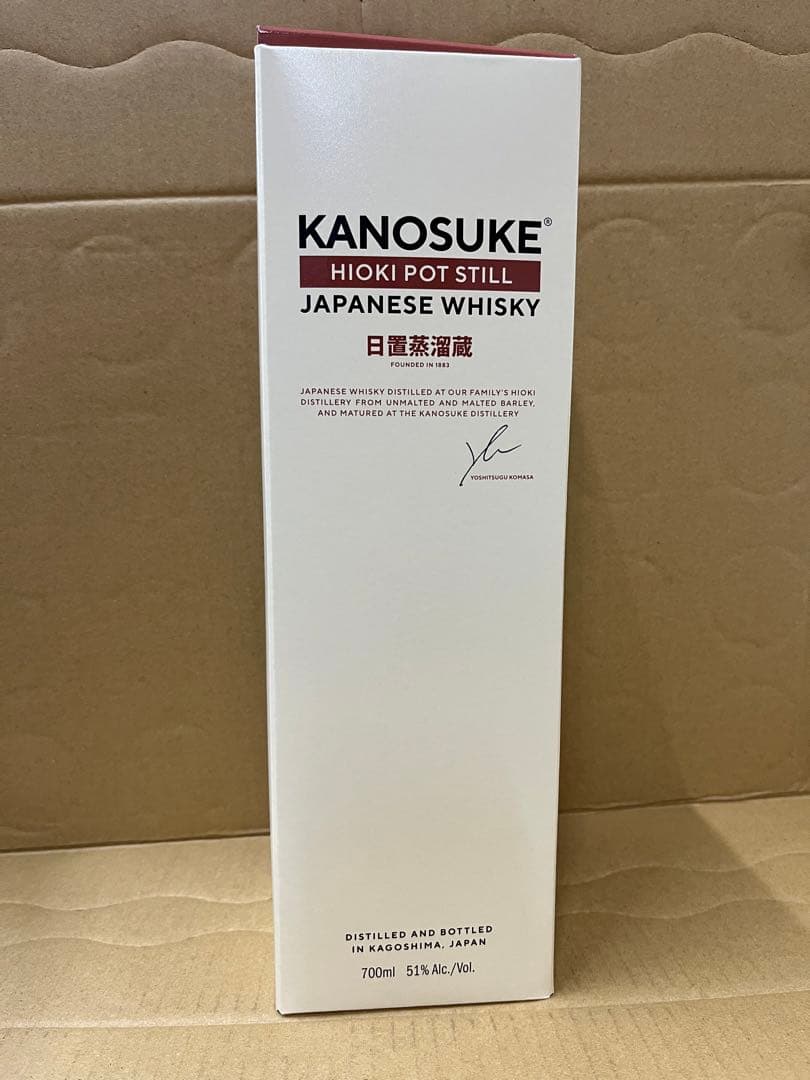 KANOSUKE®
HIOKI POT STILL
JAPANESE WHISKY
日置蒸溜蔵
FOUNDED IN 1883
JAPANESE WHISKY DISTILLED AT OUR FAMILY'S HIOKI
DISTILLERY FROM UNMALTED AND MALTED BARLEY,
AND MATURED AT THE KANOSUKE DISTILLERY
YOSHITSUGU KOMASA
DISTILLED AND BOTTLED
IN KAGOSHIMA, JAPAN
700ml 51% Alc./Vol.